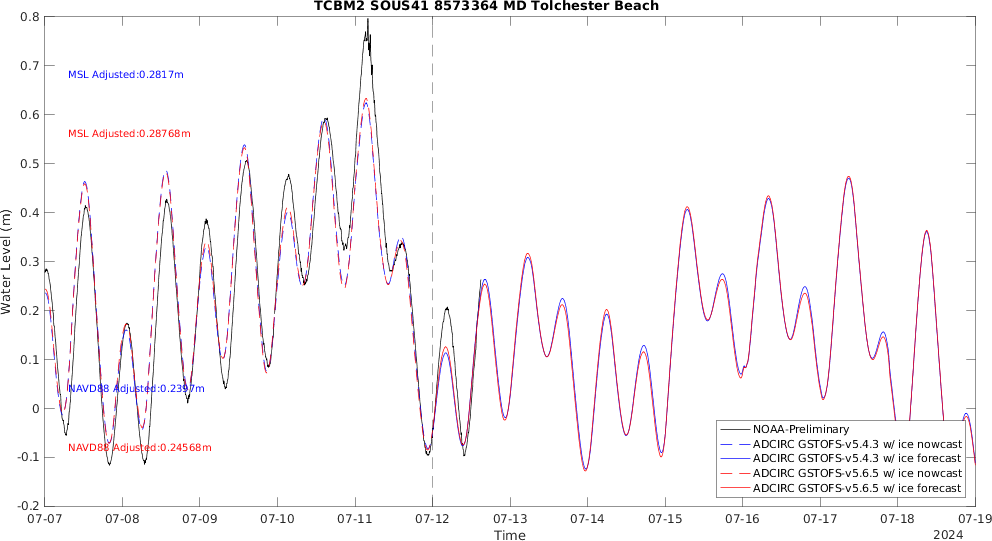 TCBM2 SOUS41 8573364 MD Tolchester Beach
0.8
0.7
0.6
0.5
0.4
0.3
0.2
0.1
0
-0.1
-0.2
Water Level (m)
MSL Adjusted:0.2817m
MSL Adjusted:0.28768m
NAVD88 Adjusted:0.2397m
NAVD88 Adjusted:0.24568m
NOAA-Preliminary
ADCIRC GSTOFS-v5.4.3 w/ ice nowcast
ADCIRC GSTOFS-v5.4.3 w/ ice forecast
ADCIRC GSTOFS-v5.6.5 w/ ice nowcast
ADCIRC GSTOFS-v5.6.5 w/ ice forecast
07-07 07-08 07-09 07-10 07-11 07-12 07-13 07-14 07-15 07-16 07-17 07-18 07-19
Time
2024